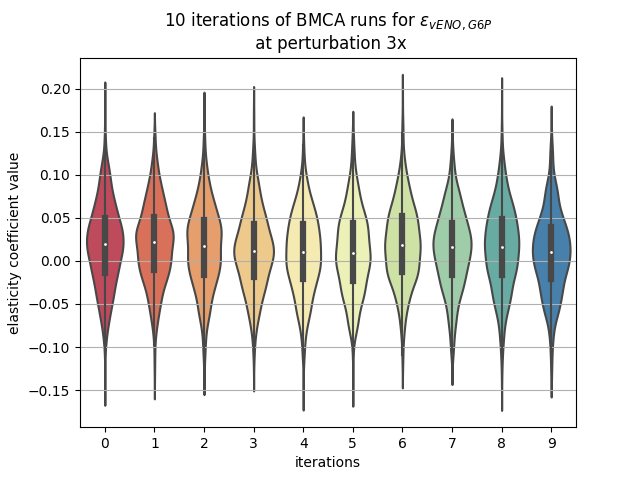 10 iterations of BMCA runs for ε_{vENO, G6P}
at perturbation 3x
elasticity coefficient value
0.20
0.15
0.10
0.05
0.00
−0.05
−0.10
−0.15
0 1 2 3 4 5 6 7 8 9
iterations